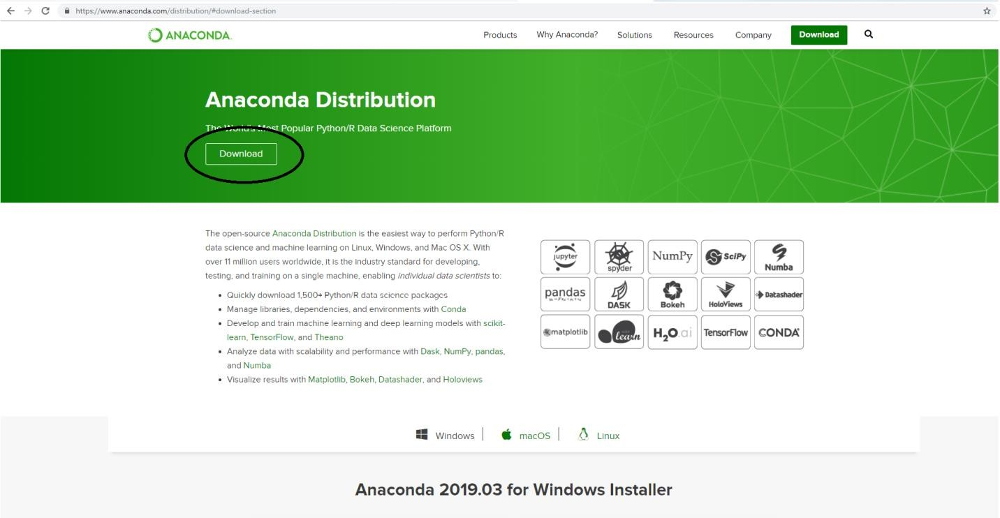 https://www.anaconda.com/distribution/#download-section
ANACONDA.
Products Why Anaconda? Solutions Resources Company Download
Anaconda Distribution
The World's Most Popular Python/R Data Science Platform
Download
The open-source Anaconda Distribution is the easiest way to perform Python/R
data science and machine learning on Linux, Windows, and Mac OS X. With
over 11 million users worldwide, it is the industry standard for developing,
testing, and training on a single machine, enabling individual data scientists to:
• Quickly download 1,500+ Python/R data science packages
• Manage libraries, dependencies, and environments with Conda
• Develop and train machine learning and deep learning models with scikit-
learn, TensorFlow, and Theano
• Analyze data with scalability and performance with Dask, NumPy, pandas,
and Numba
• Visualize results with Matplotlib, Bokeh, Datashader, and Holoviews
jupyter spyder NumPy SciPy Numba
pandas DASK Bokeh HoloViews Datashader
matplotlib learn H2O.ai TensorFlow CONDA
Windows macOS Linux
Anaconda 2019.03 for Windows Installer